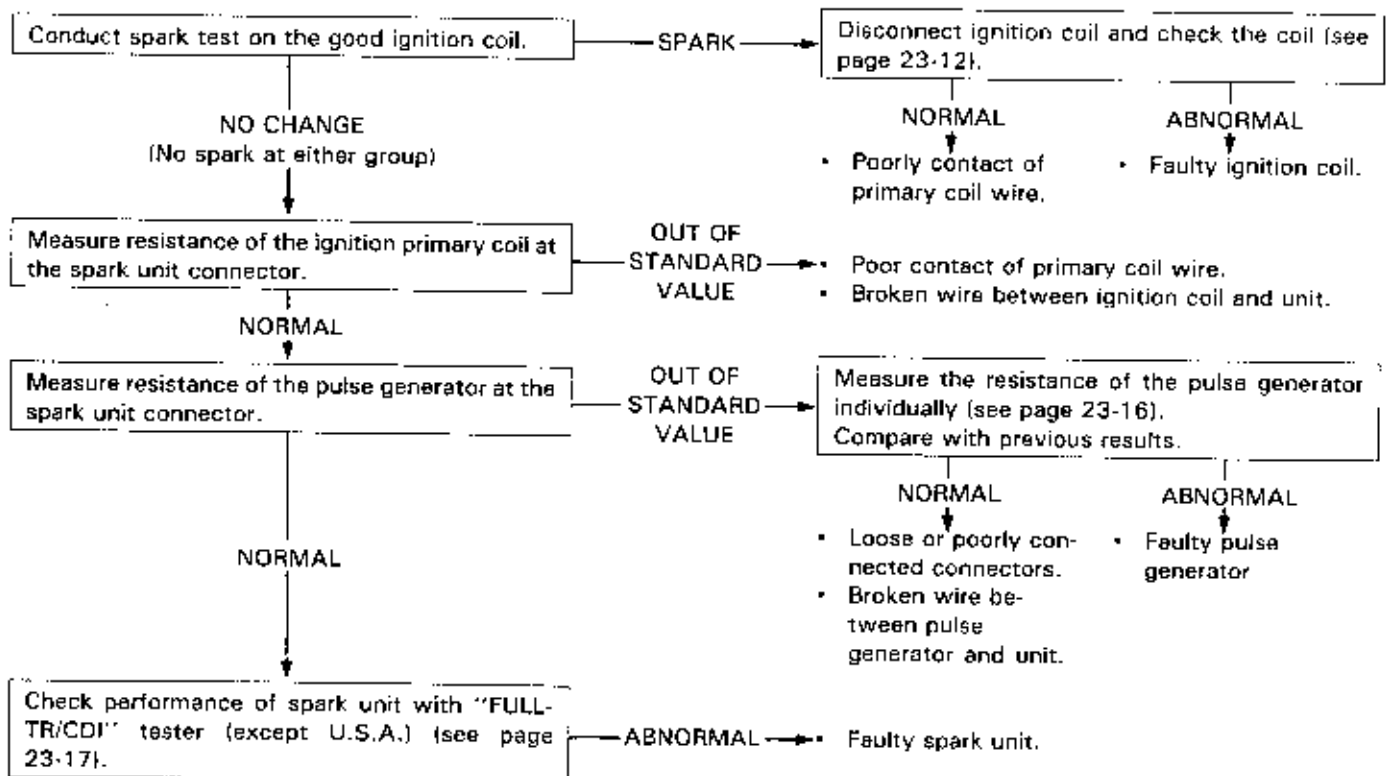 Conduct spark test on the good ignition coil.
SPARK
Disconnect ignition coil and check the coil (see
page 23-12).
NO CHANGE
(No spark at either group)
NORMAL
ABNORMAL
• Poorly contact of
primary coil wire.
• Faulty ignition coil.
Measure resistance of the ignition primary coil at
the spark unit connector.
OUT OF
STANDARD
VALUE
• Poor contact of primary coil wire.
• Broken wire between ignition coil and unit.
NORMAL
Measure resistance of the pulse generator at the
spark unit connector.
OUT OF
STANDARD
VALUE
Measure the resistance of the pulse generator
individually (see page 23-16).
Compare with previous results.
NORMAL
ABNORMAL
• Loose or poorly con-
nected connectors.
• Broken wire be-
tween pulse
generator and unit.
• Faulty pulse
generator
NORMAL
Check performance of spark unit with "FULL-
TR/CDI" tester (except U.S.A.) (see page
23-17).
ABNORMAL
• Faulty spark unit.